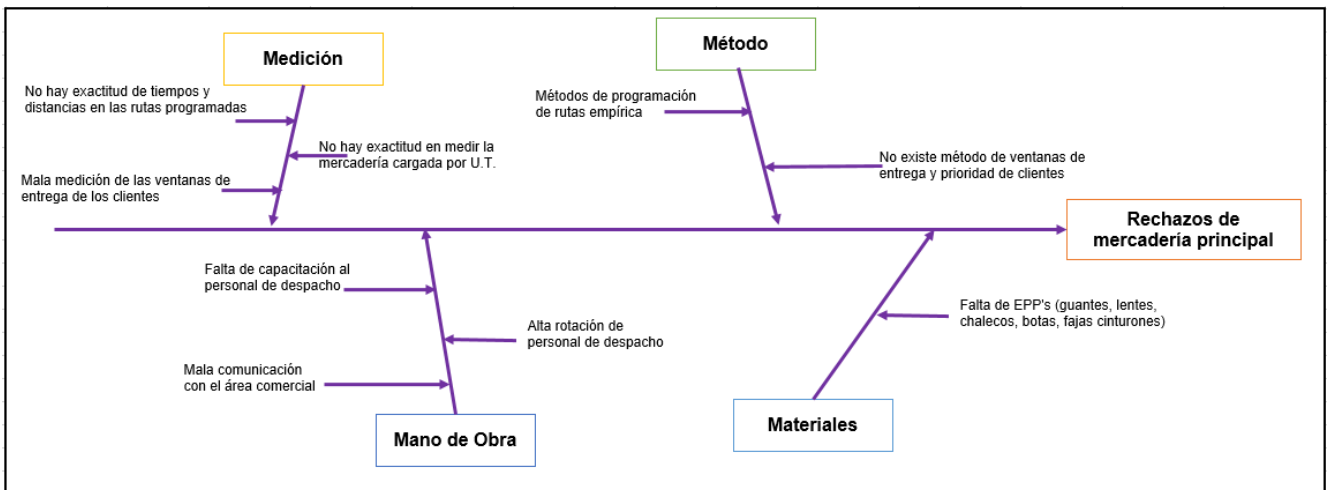 Medición
Método
No hay exactitud de tiempos y
distancias en las rutas programadas
Métodos de programación
de rutas empírica
No hay exactitud en medir la
mercadería cargada por U.T.
No existe método de ventanas de
entrega y prioridad de clientes
Mala medición de las ventanas de
entrega de los clientes
Rechazos de
mercadería principal
Falta de capacitación al
personal de despacho
Falta de EPP's (guantes, lentes,
chalecos, botas, fajas cinturones)
Alta rotación de
personal de despacho
Mala comunicación
con el área comercial
Mano de Obra
Materiales